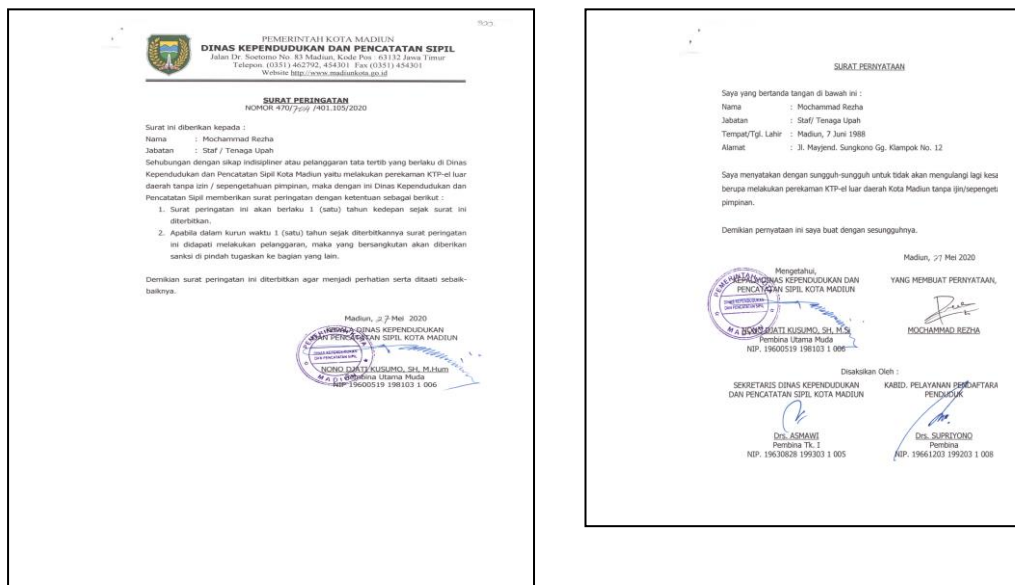 PEMERINTAH KOTA MADIUN
DINAS KEPENDUDUKAN DAN PENCATATAN SIPIL
Jalan Dr. Soetomo No. 83 Madiun, Kode Pos : 63132 Jawa Timur
Telepon. (0351) 462792, 454301 Fax (0351) 454301
Website http://www.madiunkota.go.id
SURAT PERINGATAN
NOMOR 470/ /401.105/2020
Surat ini diberikan kepada :
Nama : Mochammad Rezha
Jabatan : Staf / Tenaga Upah
Sehubungan dengan sikap indisipliner atau pelanggaran tata tertib yang berlaku di Dinas
Kependudukan dan Pencatatan Sipil Kota Madiun yaitu melakukan perekaman KTP-el luar
daerah tanpa izin / sepengetahuan pimpinan, maka dengan ini Dinas Kependudukan dan
Pencatatan Sipil memberikan surat peringatan dengan ketentuan sebagai berikut :
1. Surat peringatan ini akan berlaku 1 (satu) tahun kedepan sejak surat ini
diterbitkan.
2. Apabila dalam kurun waktu 1 (satu) tahun sejak diterbitkannya surat peringatan
ini didapati melakukan pelanggaran, maka yang bersangkutan akan diberikan
sanksi di pindah tugaskan ke bagian yang lain.
Demikian surat peringatan ini diterbitkan agar menjadi perhatian serta ditaati sebaik-
baiknya.
Madiun, 27 Mei 2020
KEPALA DINAS KEPENDUDUKAN
DAN PENCATATAN SIPIL KOTA MADIUN
NONO DJATI KUSUMO, SH, M.Hum
Pembina Utama Muda
NIP 19600519 198103 1 006
SURAT PERNYATAAN
Saya yang bertanda tangan di bawah ini :
Nama : Mochammad Rezha
Jabatan : Staf/ Tenaga Upah
Tempat/Tgl. Lahir : Madiun, 7 Juni 1988
Alamat : Jl. Mayjend. Sungkono Gg. Klampok No. 12
Saya menyatakan dengan sungguh-sungguh untuk tidak akan mengulangi lagi kesa
berupa melakukan perekaman KTP-el luar daerah Kota Madiun tanpa ijin/sepengeta
pimpinan.
Demikian pernyataan ini saya buat dengan sesungguhnya.
Madiun, 27 Mei 2020
Mengetahui,
KEPALA DINAS KEPENDUDUKAN DAN
PENCATATAN SIPIL KOTA MADIUN
NONO DJATI KUSUMO, SH, M.Si
Pembina Utama Muda
NIP. 19600519 198103 1 006
YANG MEMBUAT PERNYATAAN,
MOCHAMMAD REZHA
Disaksikan Oleh :
SEKRETARIS DINAS KEPENDUDUKAN
DAN PENCATATAN SIPIL KOTA MADIUN
Drs. ASMAWI
Pembina Tk. I
NIP. 19630828 199303 1 005
KABID. PELAYANAN PENDAFTARA
PENDUDUK
Drs. SUPRIYONO
Pembina
NIP. 19661203 199203 1 008